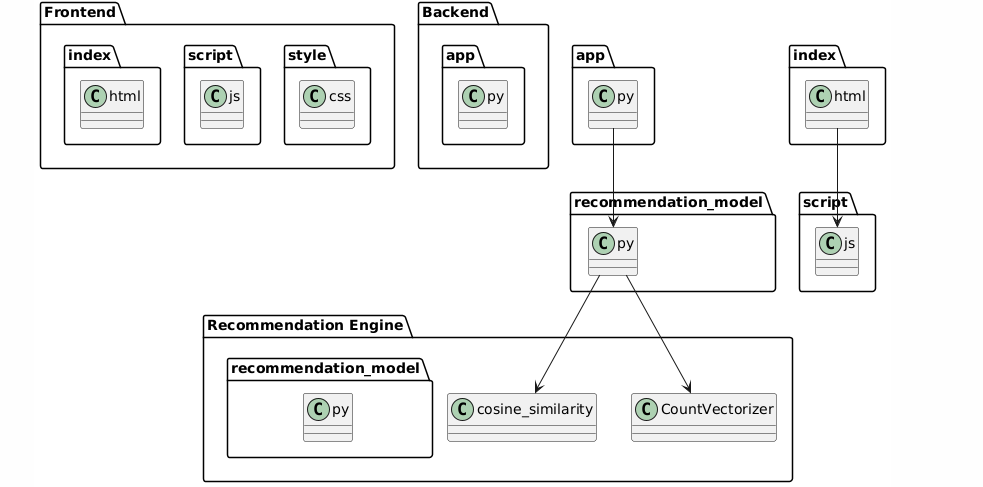 Frontend
Backend
index
script
style
app
app
index
C html
C js
C css
C py
C py
C html
recommendation_model
script
C py
C js
Recommendation Engine
recommendation_model
C py
C cosine_similarity
C CountVectorizer